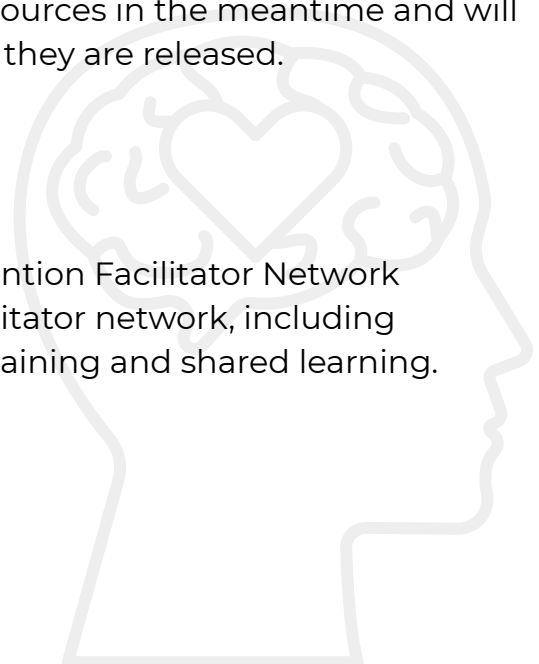 ources in the meantime and will
they are released.
ntion Facilitator Network
itator network, including
aining and shared learning.